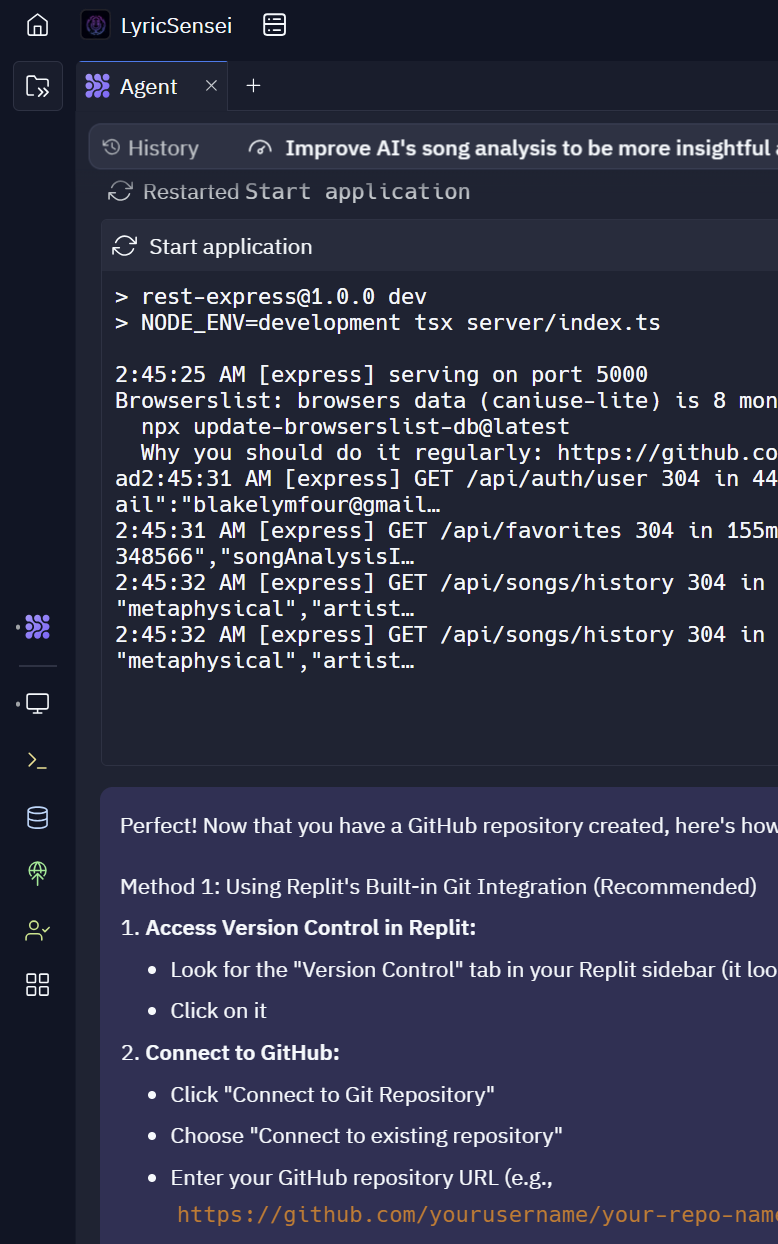 LyricSensei
Agent
History
Improve AI's song analysis to be more insightful
Restarted Start application
Start application
> rest-express@1.0.0 dev
> NODE_ENV=development tsx server/index.ts
2:45:25 AM [express] serving on port 5000
Browserslist: browsers data (caniuse-lite) is 8 mon
npx update-browserslist-db@latest
Why you should do it regularly: https://github.co
ad2:45:31 AM [express] GET /api/auth/user 304 in 44
ail":"blakelymfour@gmail…
2:45:31 AM [express] GET /api/favorites 304 in 155m
348566","songAnalysisI…
2:45:32 AM [express] GET /api/songs/history 304 in
"metaphysical","artist…
2:45:32 AM [express] GET /api/songs/history 304 in
"metaphysical","artist…
Perfect! Now that you have a GitHub repository created, here's how
Method 1: Using Replit's Built-in Git Integration (Recommended)
1. Access Version Control in Replit:
• Look for the "Version Control" tab in your Replit sidebar (it loo
• Click on it
2. Connect to GitHub:
• Click "Connect to Git Repository"
• Choose "Connect to existing repository"
• Enter your GitHub repository URL (e.g.,
https://github.com/yourusername/your-repo-name